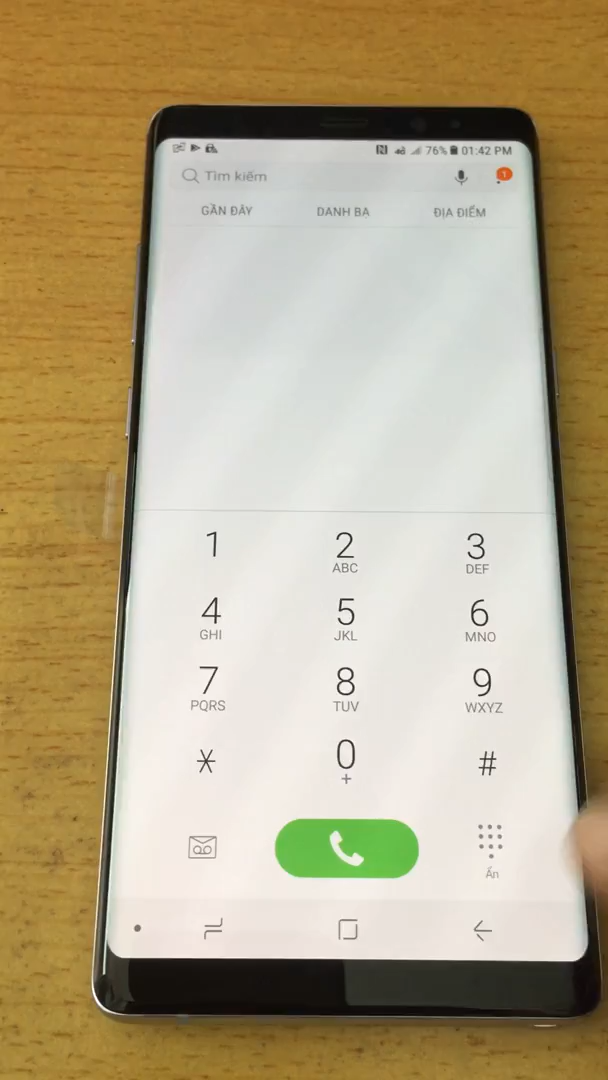 76% 01:42 PM
Tìm kiếm
1
GẦN ĐÂY DANH BẠ ĐỊA ĐIỂM
1 2 3
ABC DEF
4 5 6
GHI JKL MNO
7 8 9
PQRS TUV WXYZ
* 0 #
+
Ẩn